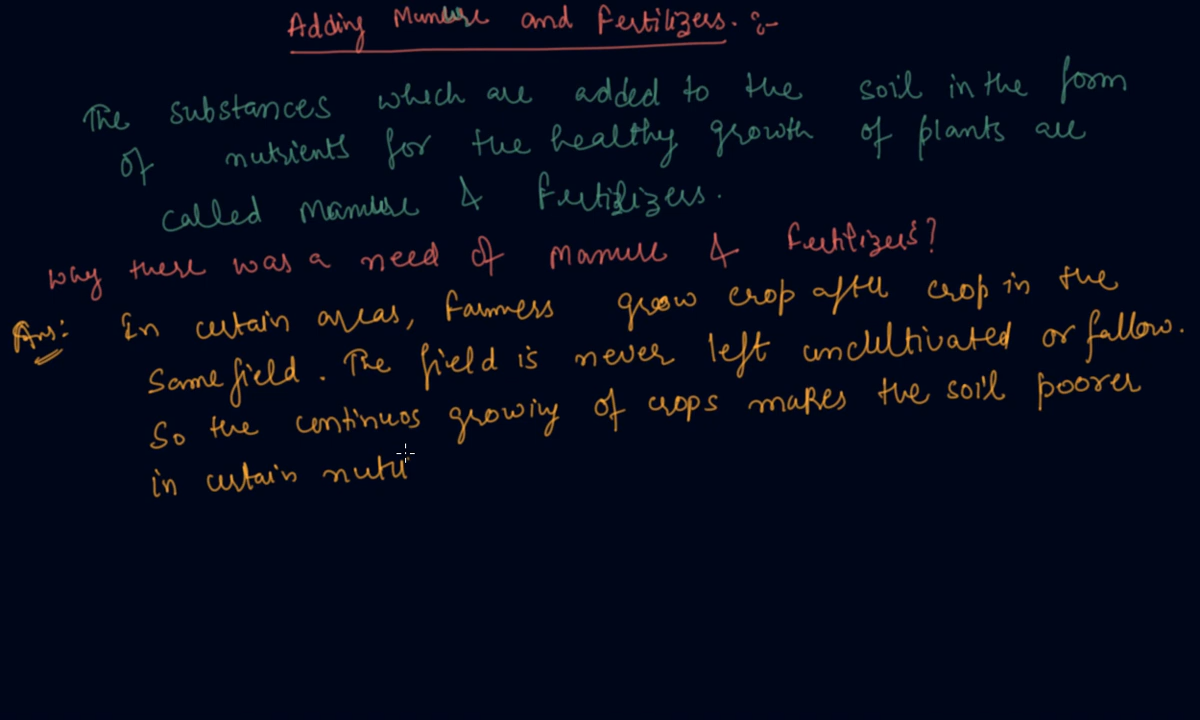 Adding Manure and Fertilizers. :-
The substances which are added to the soil in the form
of nutrients for the healthy growth of plants are
called Manure & Fertilizers.
Why there was a need of Manure & Fertilizers?
Ans: In certain areas, Farmess grow crop after crop in the
same field. The field is never left uncultivated or fallow.
So the continuos growing of crops makes the soil poorer
in certain nutri